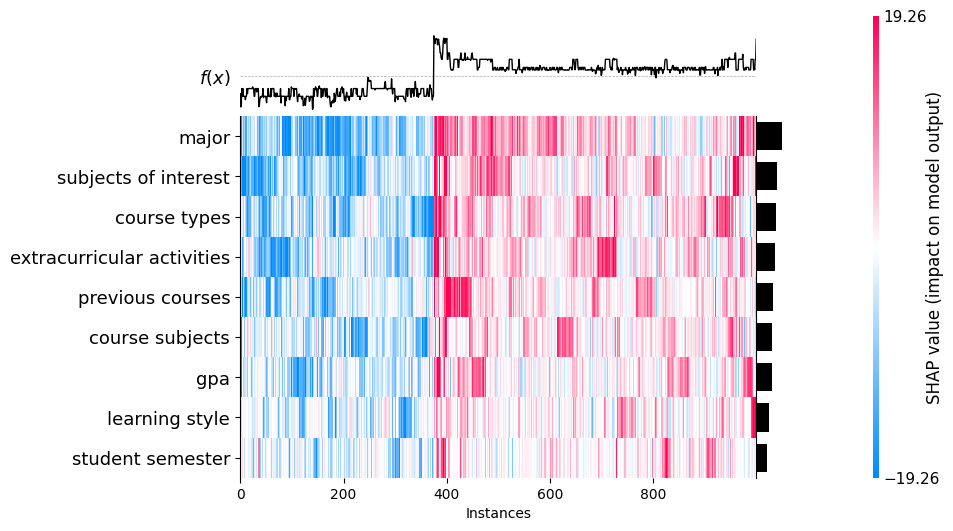 19.26
f(x)
major
subjects of interest
course types
extracurricular activities
previous courses
course subjects
gpa
learning style
student semester
0 200 400 600 800
Instances
SHAP value (impact on model output)
−19.26